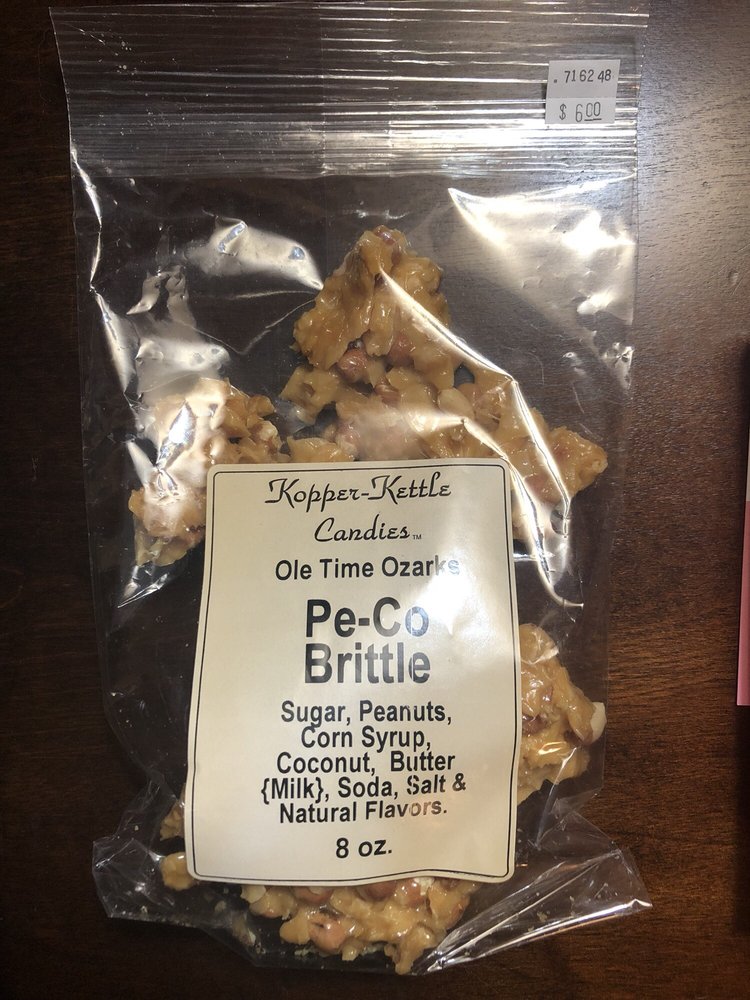 . 716248
$ 6.00
Kopper-Kettle
Candies™
Ole Time Ozarks
Pe-Co
Brittle
Sugar, Peanuts,
Corn Syrup,
Coconut, Butter
{Milk}, Soda, Salt &
Natural Flavors.
8 oz.